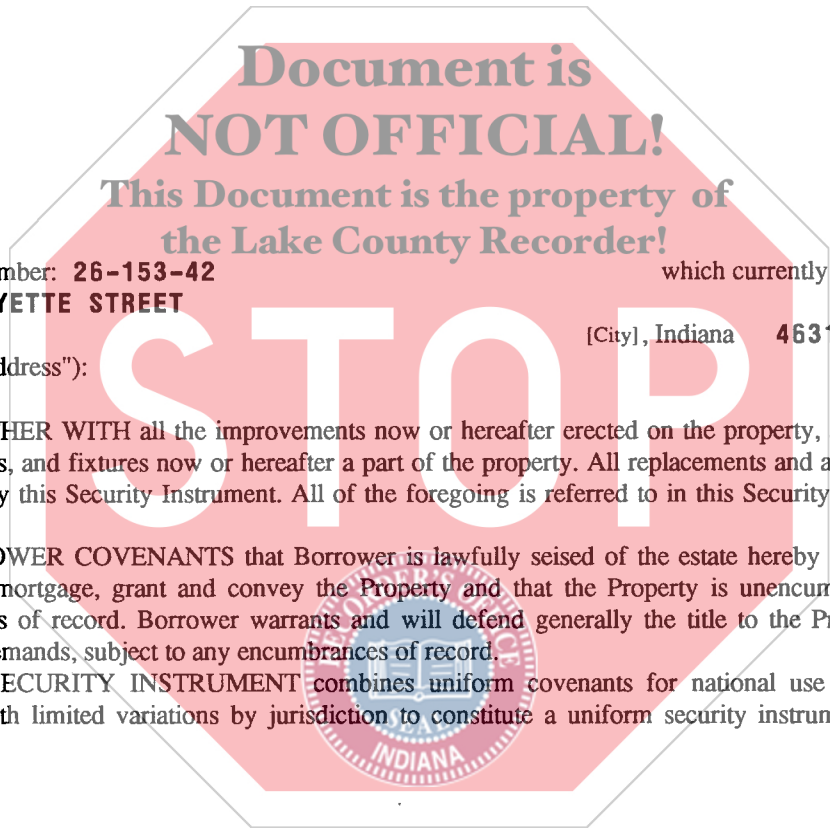 Document is
NOT OFFICIAL!
This Document is the property of
the Lake County Recorder!
mber: 26-153-42 which currently
YETTE STREET
[City], Indiana 4631
ddress"):
STOP
HER WITH all the improvements now or hereafter erected on the property,
s, and fixtures now or hereafter a part of the property. All replacements and a
y this Security Instrument. All of the foregoing is referred to in this Security
OWER COVENANTS that Borrower is lawfully seised of the estate hereby
mortgage, grant and convey the Property and that the Property is unencum
s of record. Borrower warrants and will defend generally the title to the Pr
mands, subject to any encumbrances of record.
ECURITY INSTRUMENT combines uniform covenants for national use
th limited variations by jurisdiction to constitute a uniform security instrum
RECORDER'S OFFICE
SEAL
INDIANA